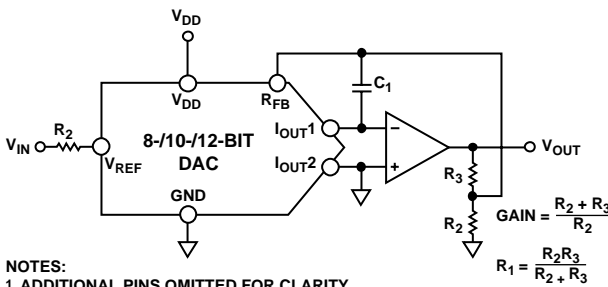 VDD
VDD
RFB
C1
IOUT1
8-/10-/12-BIT
DAC
VIN
R2
VREF
IOUT2
GND
VOUT
R3
R2
GAIN = R2 + R3 / R2
R1 = R2R3 / R2 + R3
NOTES:
1. ADDITIONAL PINS OMITTED FOR CLARITY